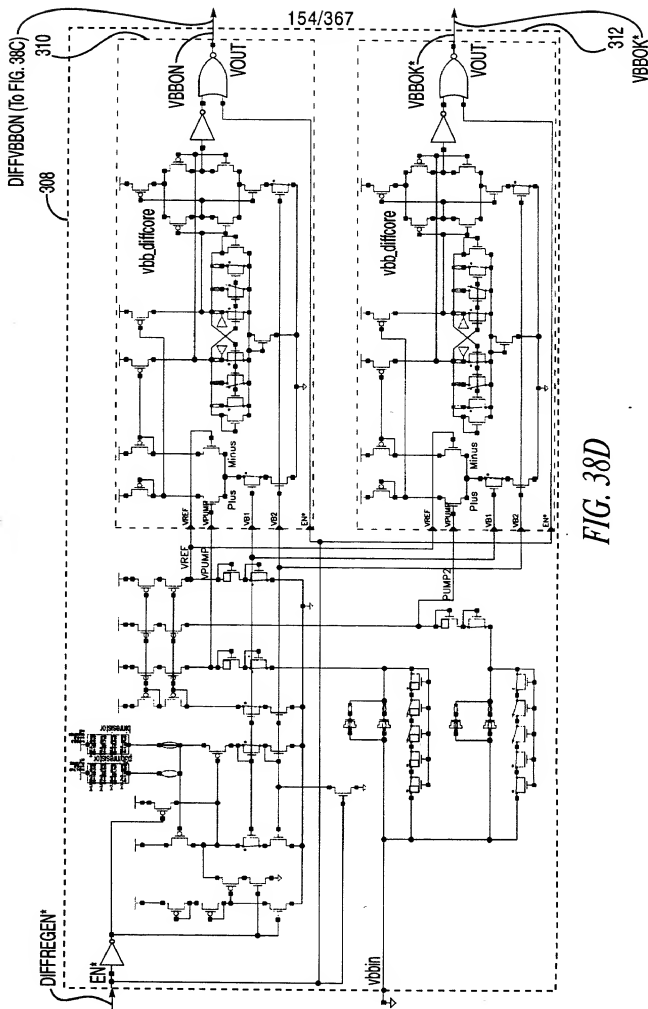 154/367
DIFFVBBON (To FIG. 38C)
310
308
VBBON
VOUT
vbb_diffcore
Minus
Plus
VREF
VPUMP
VB1
VB2
EN*
VREF
VPUMP
312
VBBOK*
VBBOK*
VOUT
vbb_diffcore
Minus
Plus
VREF
VPUMP
VB1
VB2
EN*
PUMP2
DIFFREGEN*
EN*
vbbin
FIG. 38D